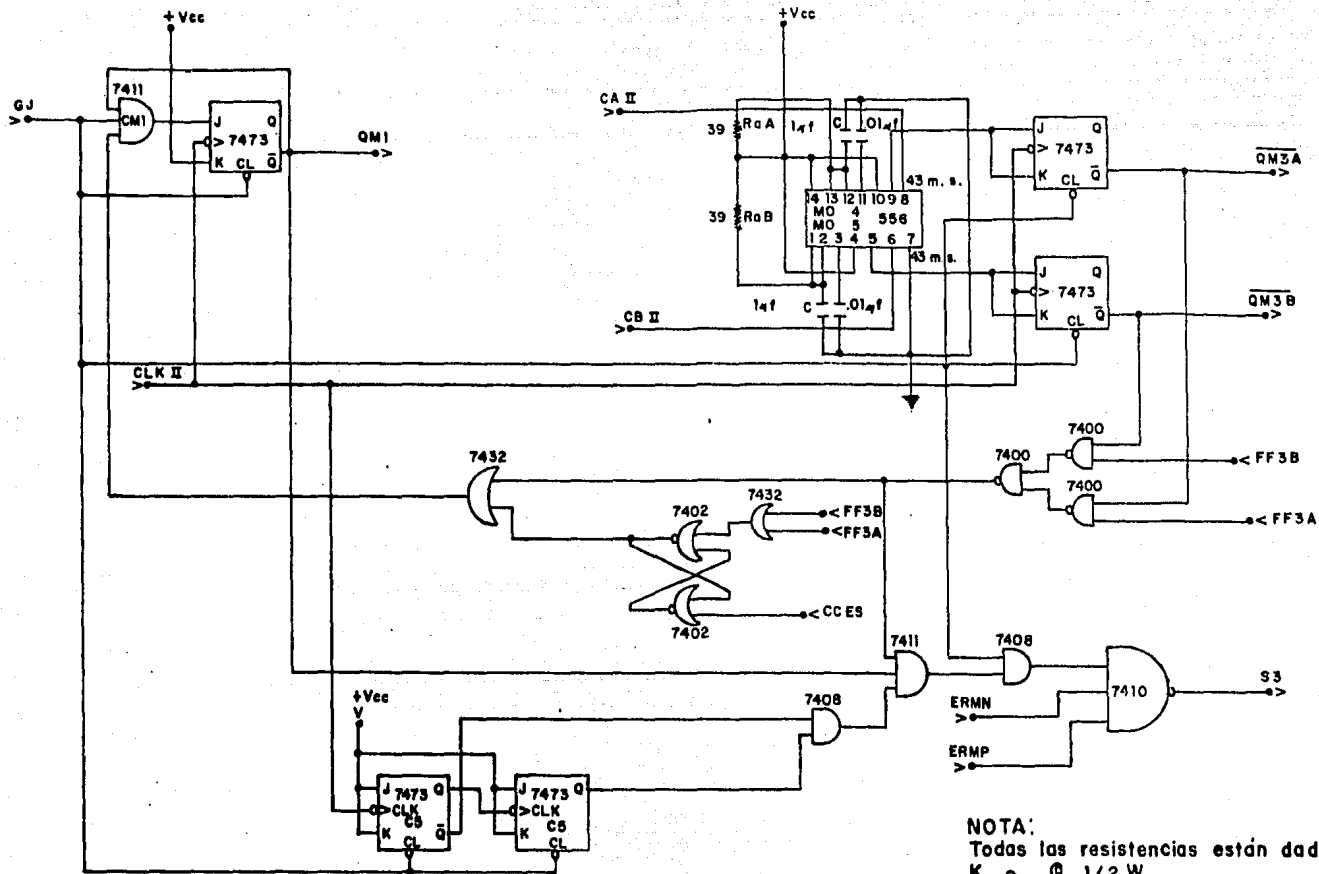 +Vcc
+Vcc
7411
GJ
CM1
J Q
7473
K Q̅
CL
QM1
CA II
39 RaA
1µf
C
.01µf
39 RaB
43 m.s.
14 13 12 11 10 9 8
MO 4
MO 5
556
1 2 3 4 5 6 7
43 m.s.
1µf
C
.01µf
CB II
J Q
7473
K Q̅
CL
QM3A
J Q
7473
K Q̅
CL
QM3B
CLK II
7400
7400
FF3B
7400
FF3A
7432
7432
7402
FF3B
FF3A
7402
CCES
7411
7408
7410
S3
ERMN
ERMP
7408
+Vcc
J 7473 Q
CLK
C5
K Q̅
CL
J 7473 Q
CLK
C5
K
CL
NOTA:
Todas las resistencias están dad
K @ 1/2 W